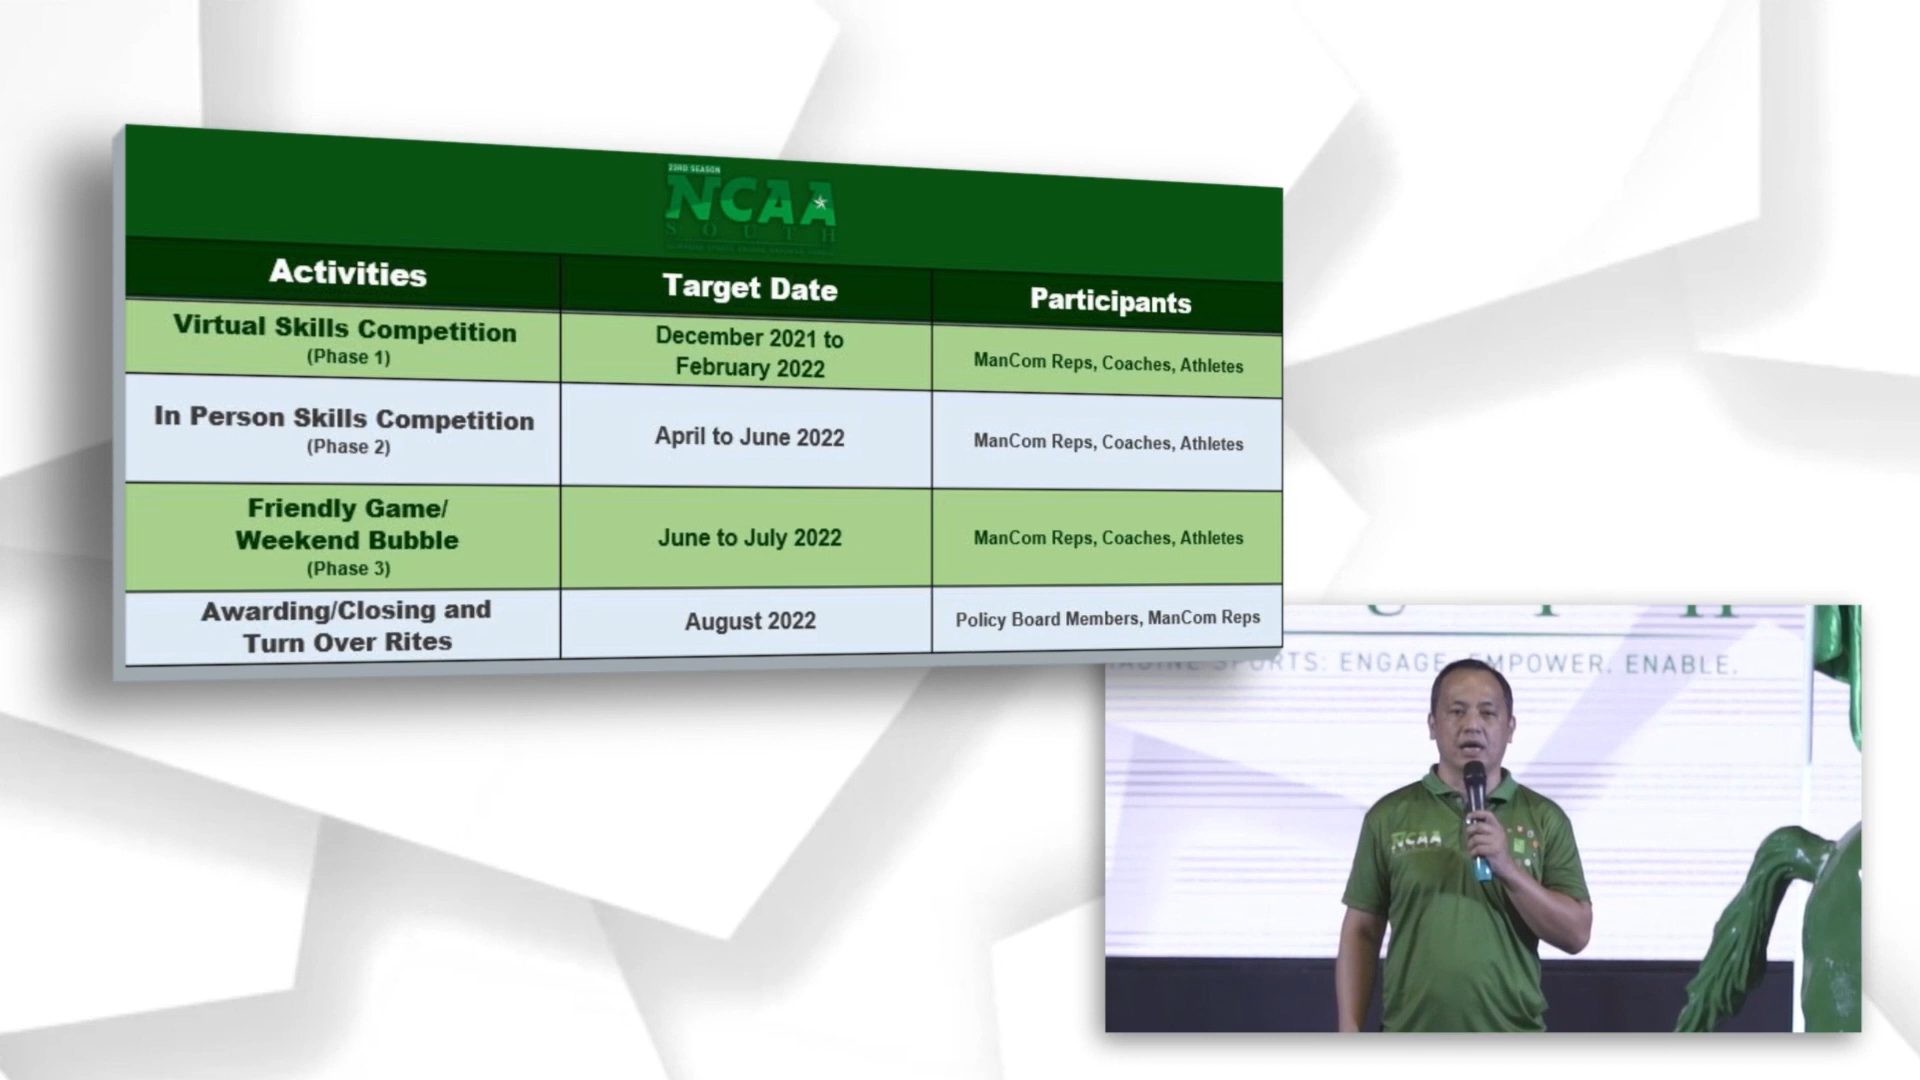 23RD SEASON
NCAA
SOUTH
Activities
Target Date
Participants
Virtual Skills Competition
(Phase 1)
December 2021 to
February 2022
ManCom Reps, Coaches, Athletes
In Person Skills Competition
(Phase 2)
April to June 2022
ManCom Reps, Coaches, Athletes
Friendly Game/
Weekend Bubble
(Phase 3)
June to July 2022
ManCom Reps, Coaches, Athletes
Awarding/Closing and
Turn Over Rites
August 2022
Policy Board Members, ManCom Reps
U T H
SPORTS: ENGAGE. EMPOWER. ENABLE.
NCAA